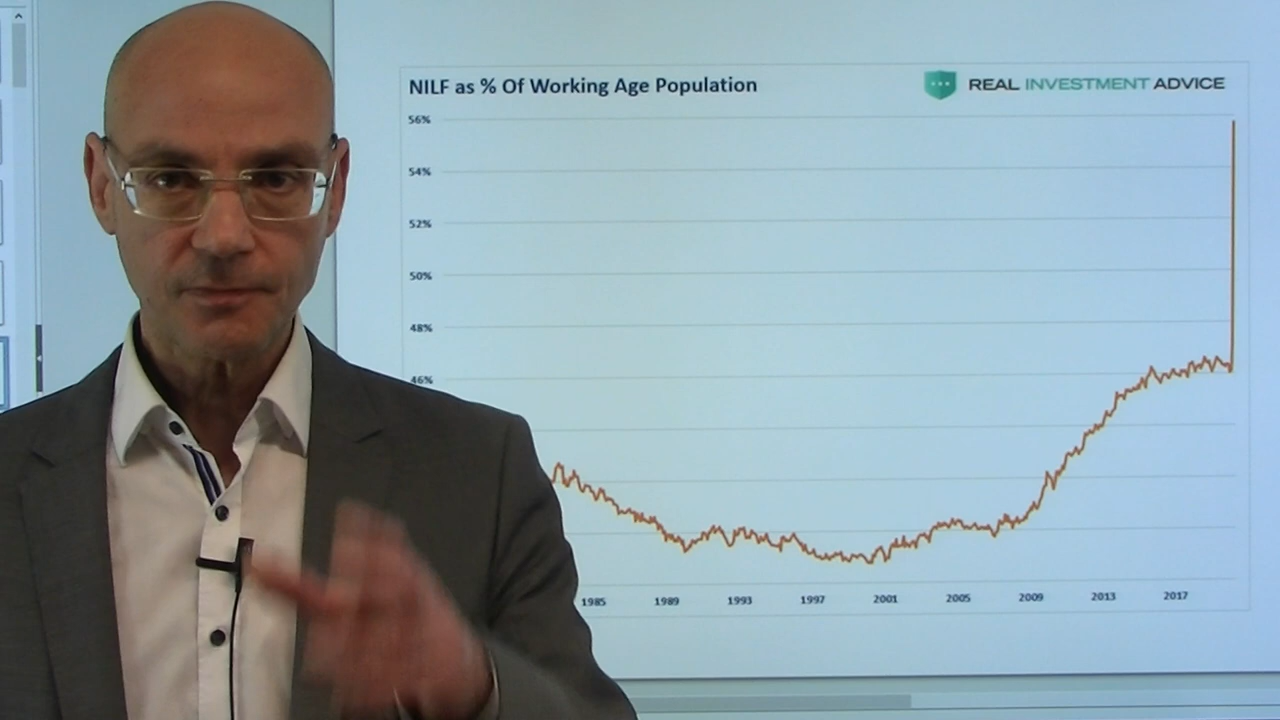 NILF as % Of Working Age Population
REAL INVESTMENT ADVICE
56%
54%
52%
50%
48%
46%
1985 1989 1993 1997 2001 2005 2009 2013 2017